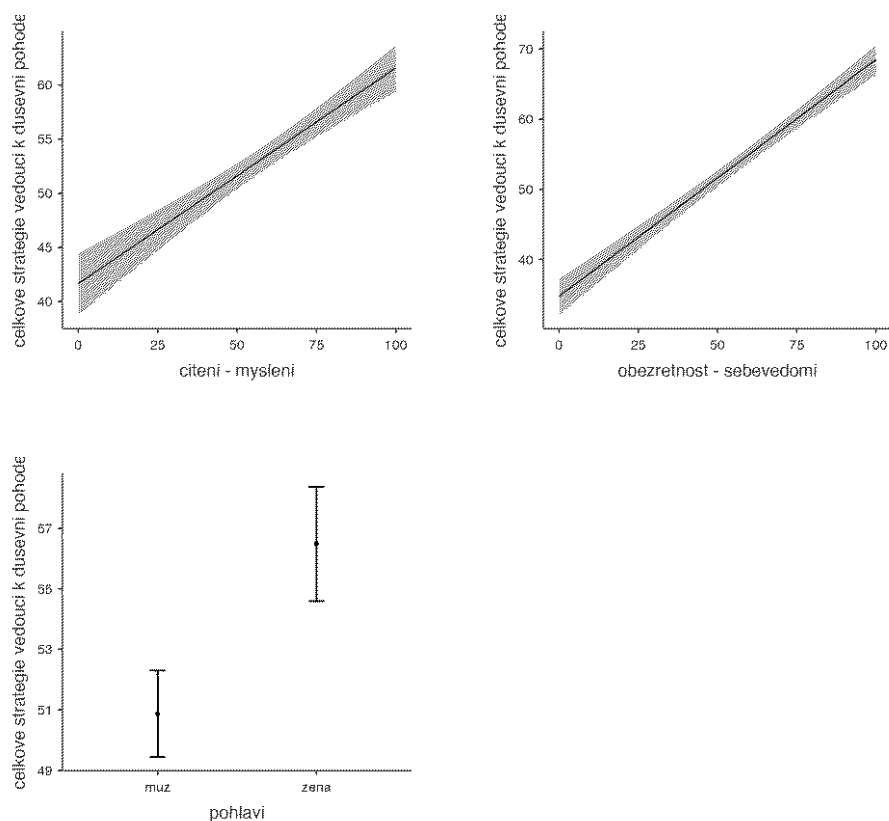 celkove strategie vedouci k dusevni pohode
60
55
50
45
40
0 25 50 75 100
citeni - mysleni
celkove strategie vedouci k dusevni pohode
70
60
50
40
0 25 50 75 100
obezretnost - sebevedomi
celkove strategie vedouci k dusevni pohode
57
55
53
51
49
muz zena
pohlavi